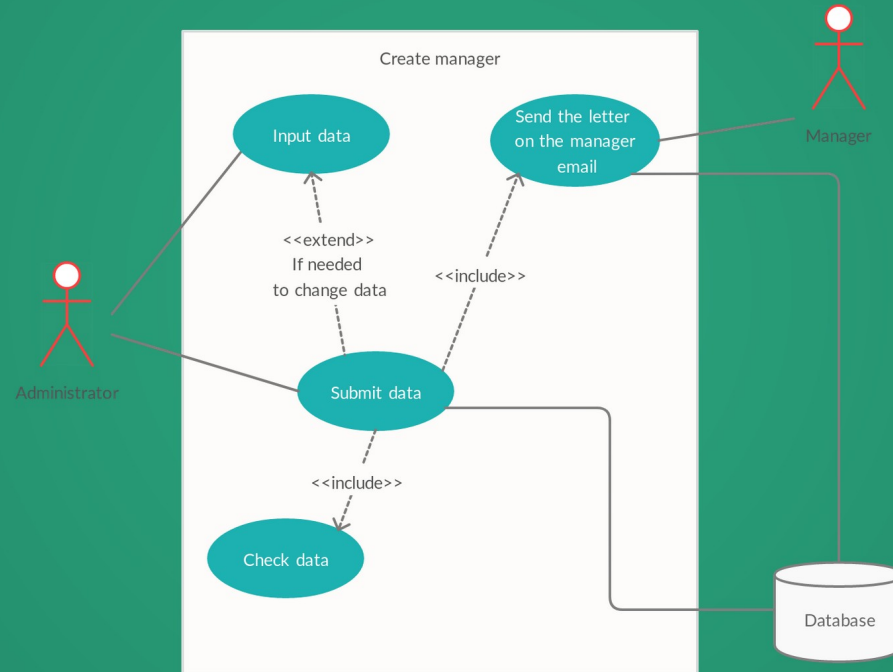 Create manager
Manager
Input data
Send the letter
on the manager
email
<<extend>>
If needed
to change data
<<include>>
Administrator
Submit data
<<include>>
Check data
Database